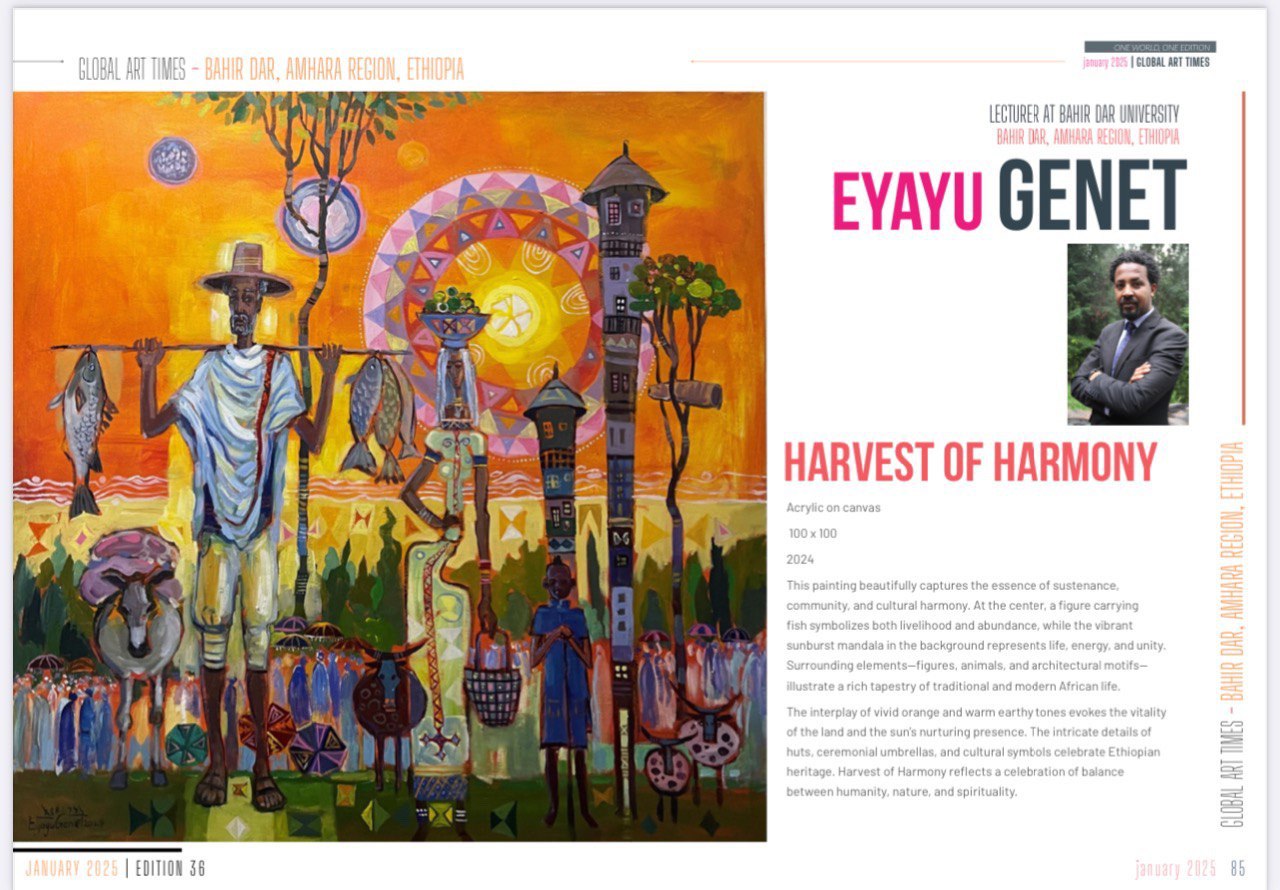 GLOBAL ART TIMES - BAHIR DAR, AMHARA REGION, ETHIOPIA
ONE WORLD, ONE EDITION
january 2025 | GLOBAL ART TIMES
LECTURER AT BAHIR DAR UNIVERSITY
BAHIR DAR, AMHARA REGION, ETHIOPIA
EYAYU GENET
HARVEST OF HARMONY
Acrylic on canvas
100 x 100
2024
This painting beautifully captures the essence of sustenance,
community, and cultural harmony. At the center, a figure carrying
fish symbolizes both livelihood and abundance, while the vibrant
sunburst mandala in the background represents life, energy, and unity.
Surrounding elements—figures, animals, and architectural motifs—
illustrate a rich tapestry of traditional and modern African life.
The interplay of vivid orange and warm earthy tones evokes the vitality
of the land and the sun's nurturing presence. The intricate details of
huts, ceremonial umbrellas, and cultural symbols celebrate Ethiopian
heritage. Harvest of Harmony reflects a celebration of balance
between humanity, nature, and spirituality.
GLOBAL ART TIMES - BAHIR DAR, AMHARA REGION, ETHIOPIA
EyayuGenet
JANUARY 2025 | EDITION 36
january 2025 85